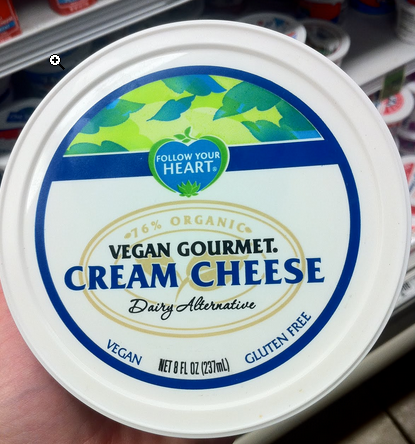 FOLLOW YOUR
HEART®
76% ORGANIC
VEGAN GOURMET.
CREAM CHEESE
Dairy Alternative
VEGAN
NET 8 FL OZ (237mL)
GLUTEN FREE